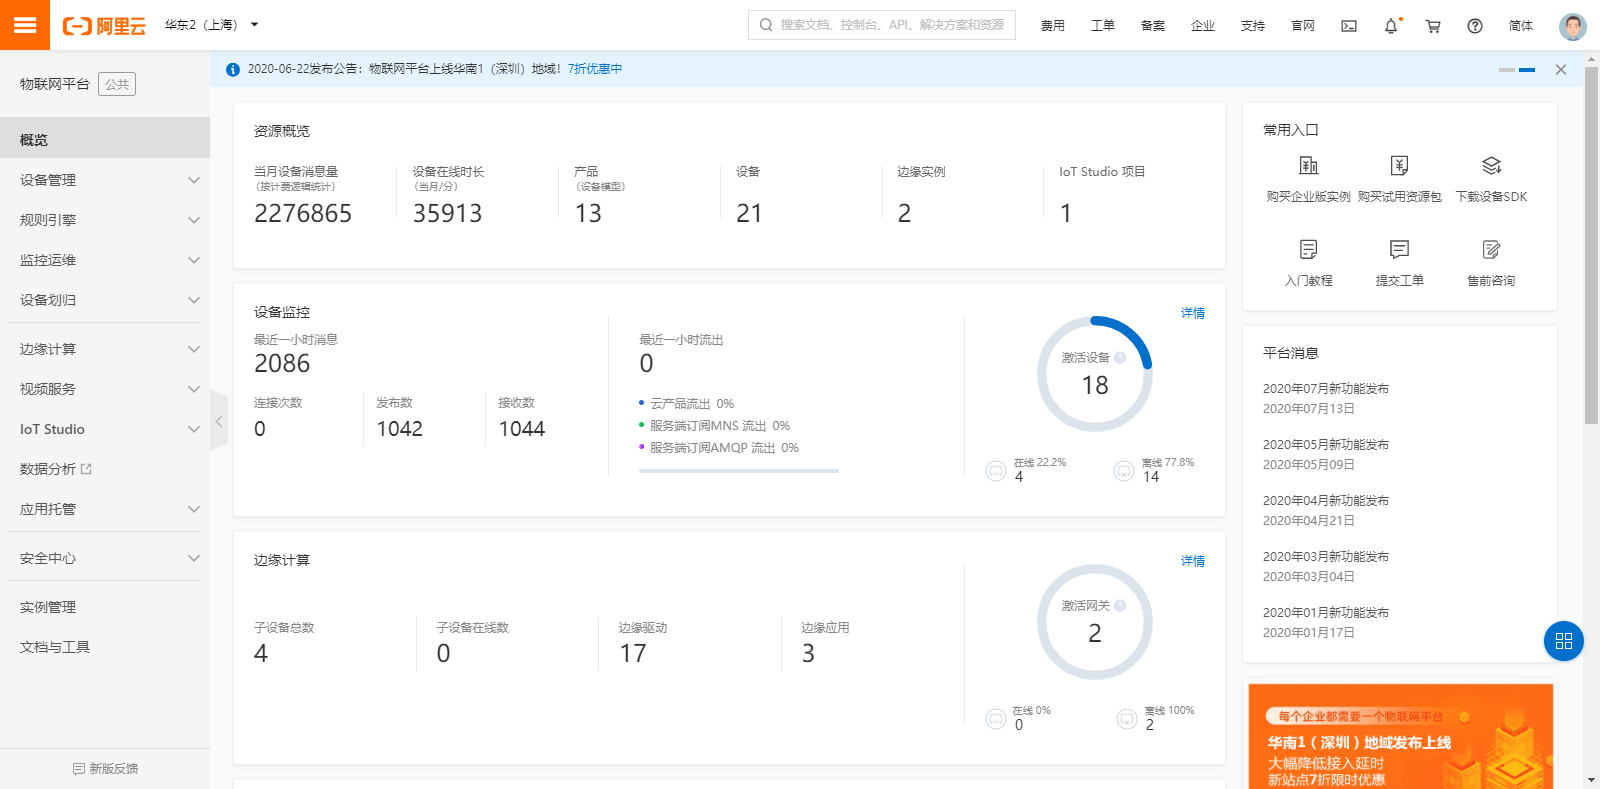 阿里云
华东2（上海）
搜索文档、控制台、API、解决方案和资源
费用
工单
备案
企业
支持
官网
简体
物联网平台 公共
概览
设备管理
规则引擎
监控运维
设备划归
边缘计算
视频服务
IoT Studio
数据分析
应用托管
安全中心
实例管理
文档与工具
新版反馈
2020-06-22发布公告：物联网平台上线华南1（深圳）地域！7折优惠中
资源概览
当月设备消息量
（按计费逻辑统计）
2276865
设备在线时长
（当月/分）
35913
产品
（设备模型）
13
设备
21
边缘实例
2
IoT Studio 项目
1
设备监控
详情
最近一小时消息
2086
连接次数
0
发布数
1042
接收数
1044
最近一小时流出
0
云产品流出 0%
服务端订阅MNS 流出 0%
服务端订阅AMQP 流出 0%
激活设备
18
在线 22.2%
4
离线 77.8%
14
边缘计算
详情
子设备总数
4
子设备在线数
0
边缘驱动
17
边缘应用
3
激活网关
2
在线 0%
0
离线 100%
2
常用入口
购买企业版实例
购买试用资源包
下载设备SDK
入门教程
提交工单
售前咨询
平台消息
2020年07月新功能发布
2020年07月13日
2020年05月新功能发布
2020年05月09日
2020年04月新功能发布
2020年04月21日
2020年03月新功能发布
2020年03月04日
2020年01月新功能发布
2020年01月17日
每个企业都需要一个物联网平台
华南1（深圳）地域发布上线
大幅降低接入延时
新站点7折限时优惠